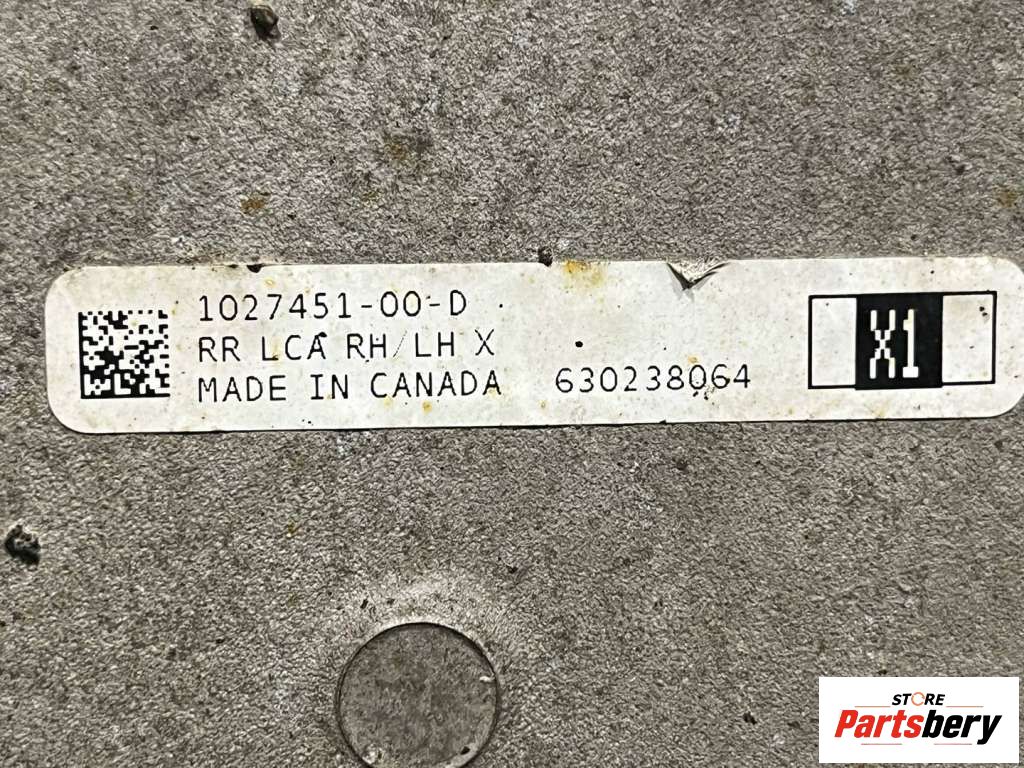 1027451-00-D
RR LCA RH/LH X
MADE IN CANADA 630238064
X1
STORE
Partsbery